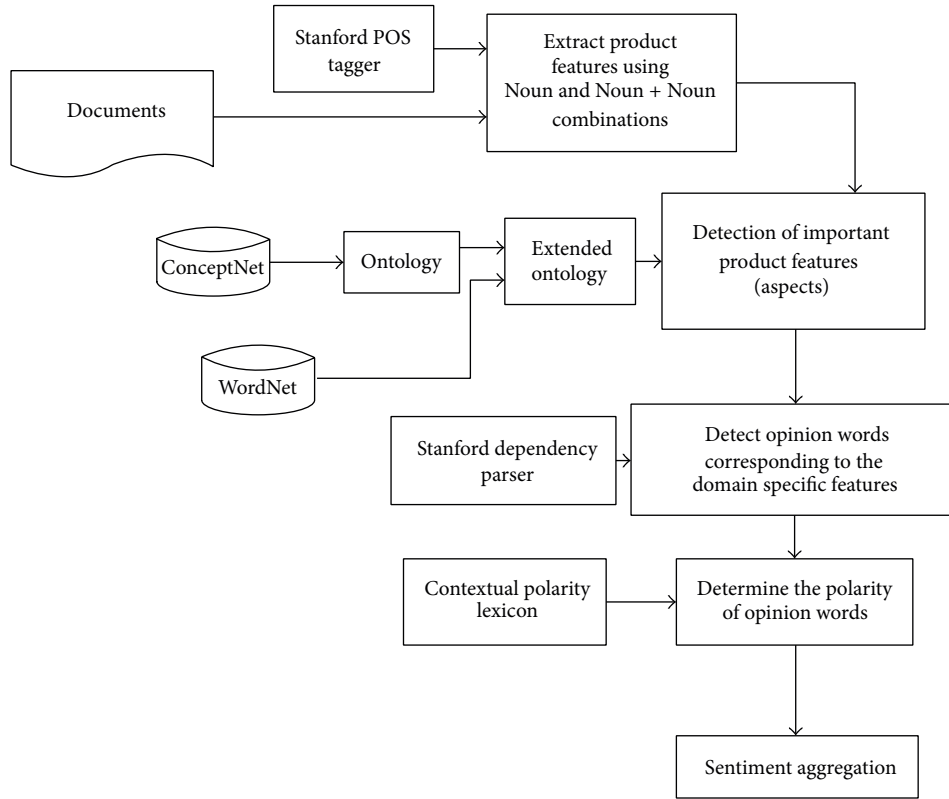 Stanford POS
tagger
Extract product
features using
Noun and Noun + Noun
combinations
Documents
ConceptNet
Ontology
Extended
ontology
Detection of important
product features
(aspects)
WordNet
Stanford dependency
parser
Detect opinion words
corresponding to the
domain specific features
Contextual polarity
lexicon
Determine the polarity
of opinion words
Sentiment aggregation